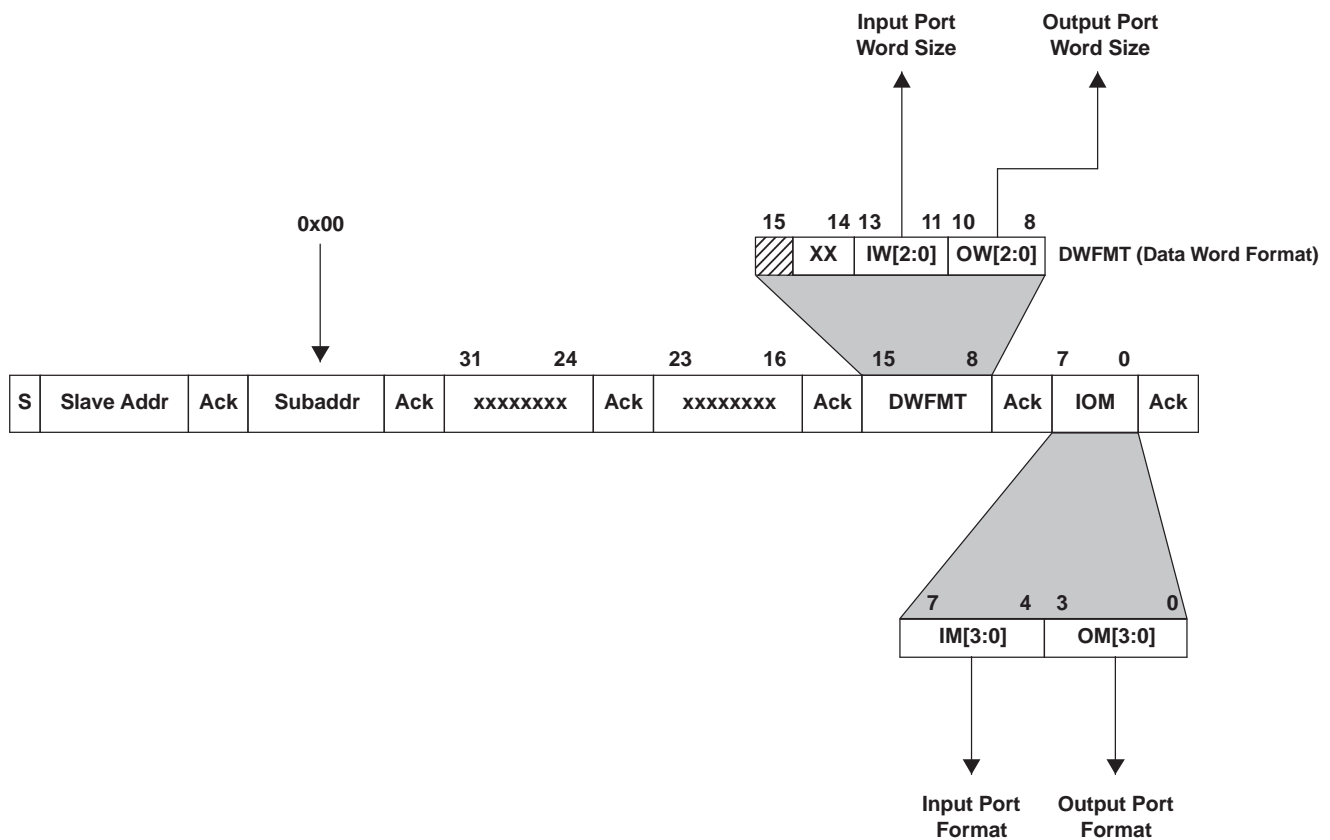 Input Port
Word Size
Output Port
Word Size
0x00
15 14 13 11 10 8
XX IW[2:0] OW[2:0] DWFMT (Data Word Format)
31 24 23 16 15 8 7 0
S Slave Addr Ack Subaddr Ack xxxxxxxx Ack xxxxxxxx Ack DWFMT Ack IOM Ack
7 4 3 0
IM[3:0] OM[3:0]
Input Port
Format
Output Port
Format